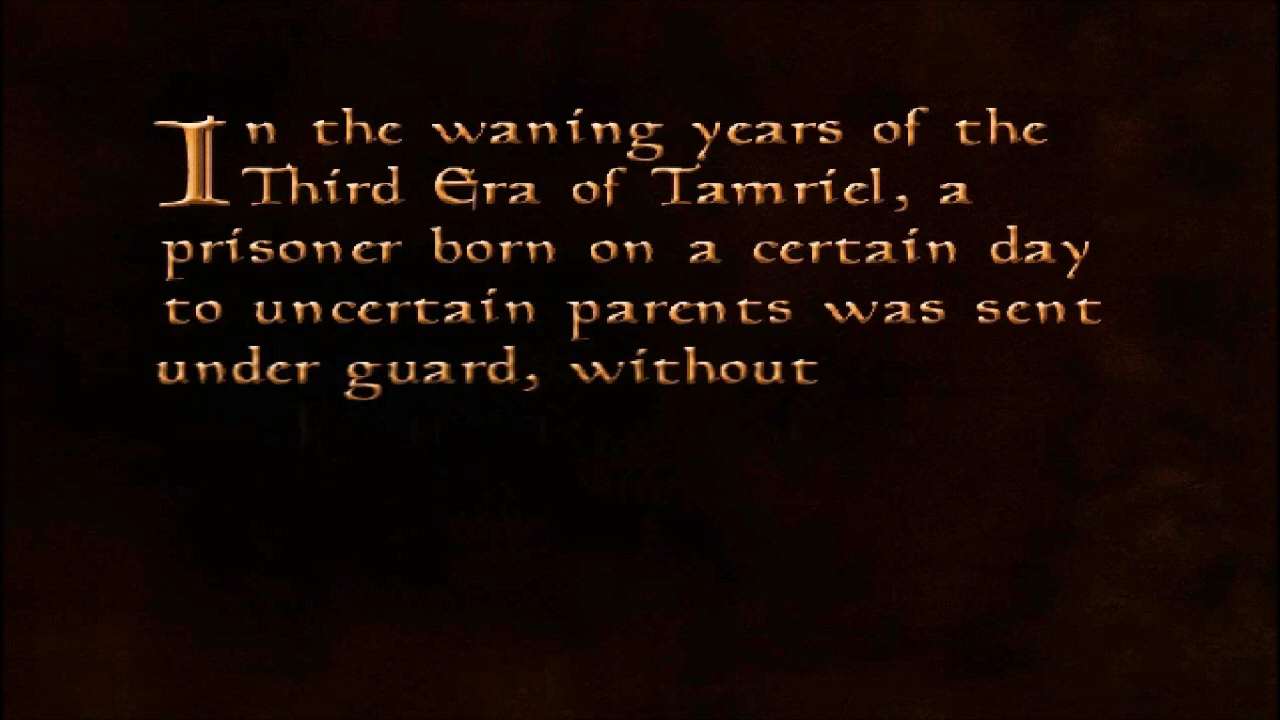 In the waning years of the
Third Era of Tamriel, a
prisoner born on a certain day
to uncertain parents was sent
under guard, without